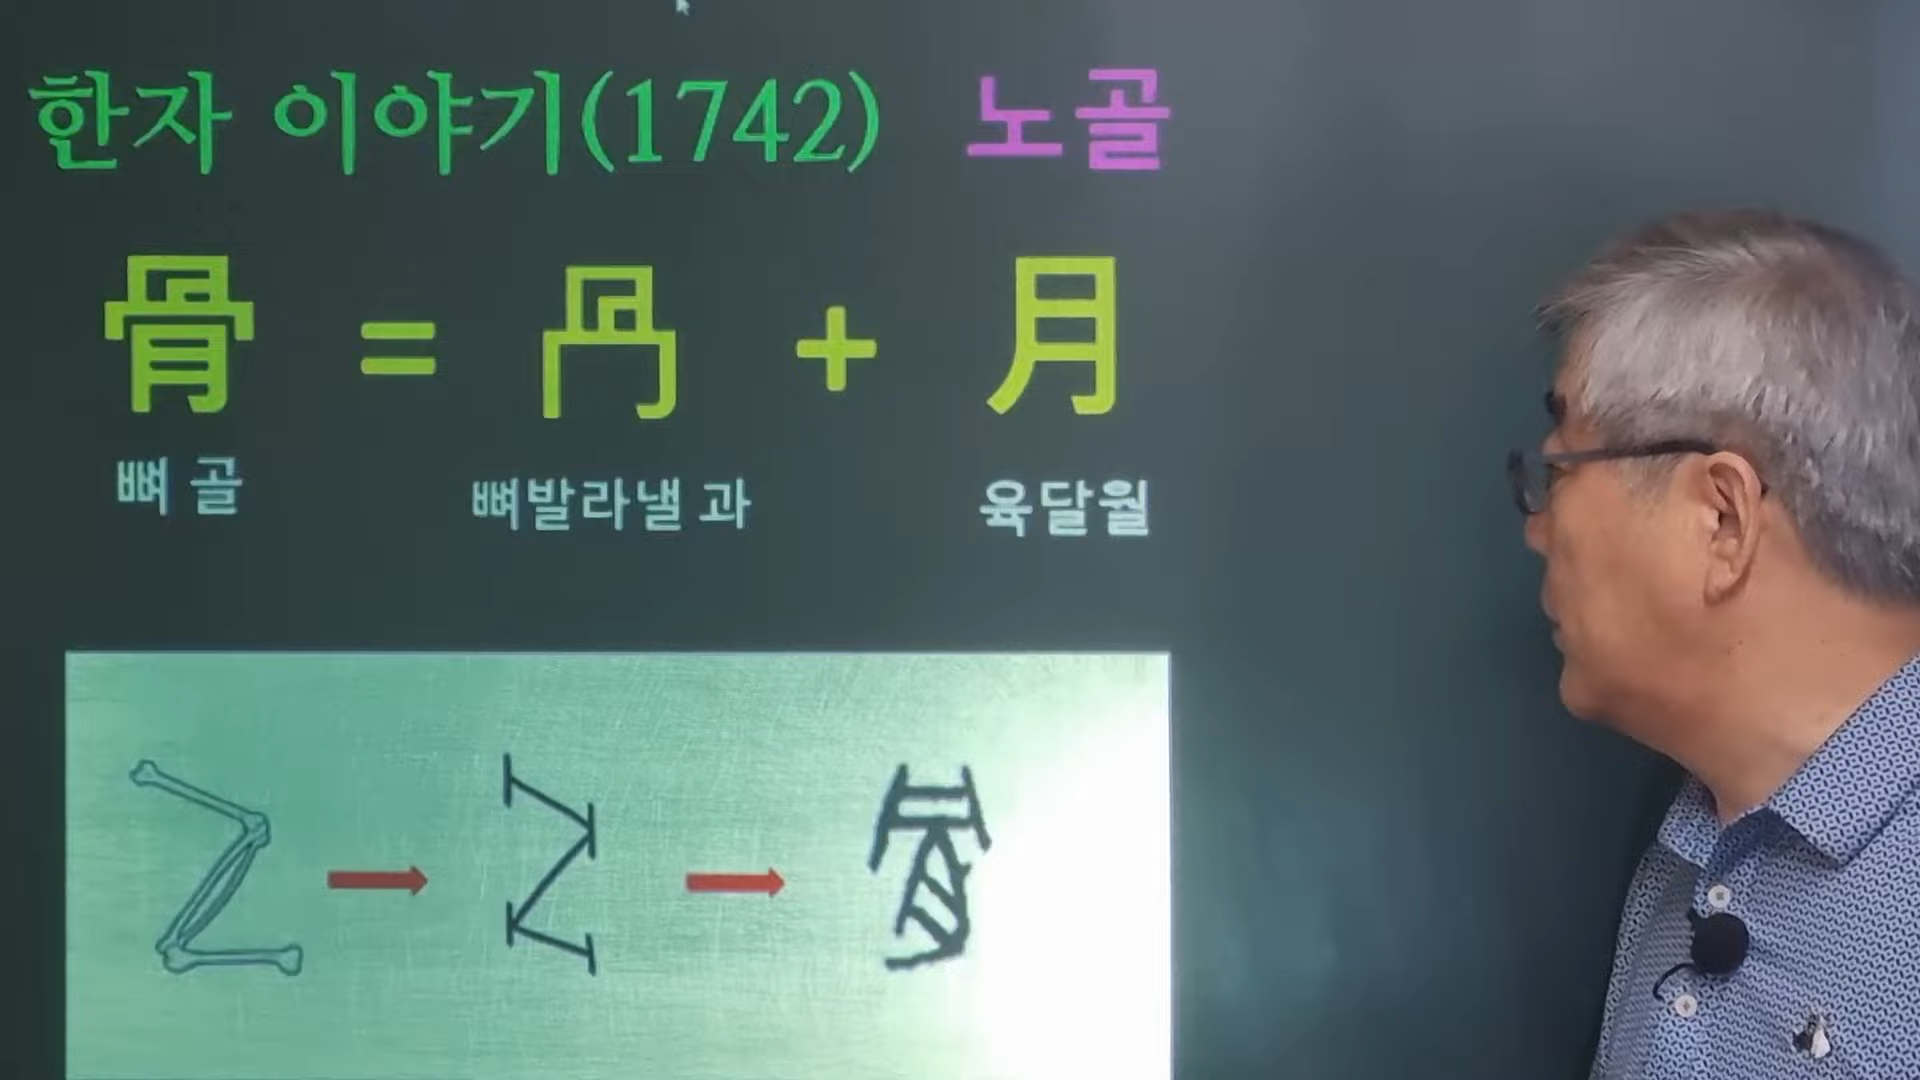 한자 이야기(1742) 노골
骨 = 冎 + 月
뼈 골 뼈발라낼 과 육달월